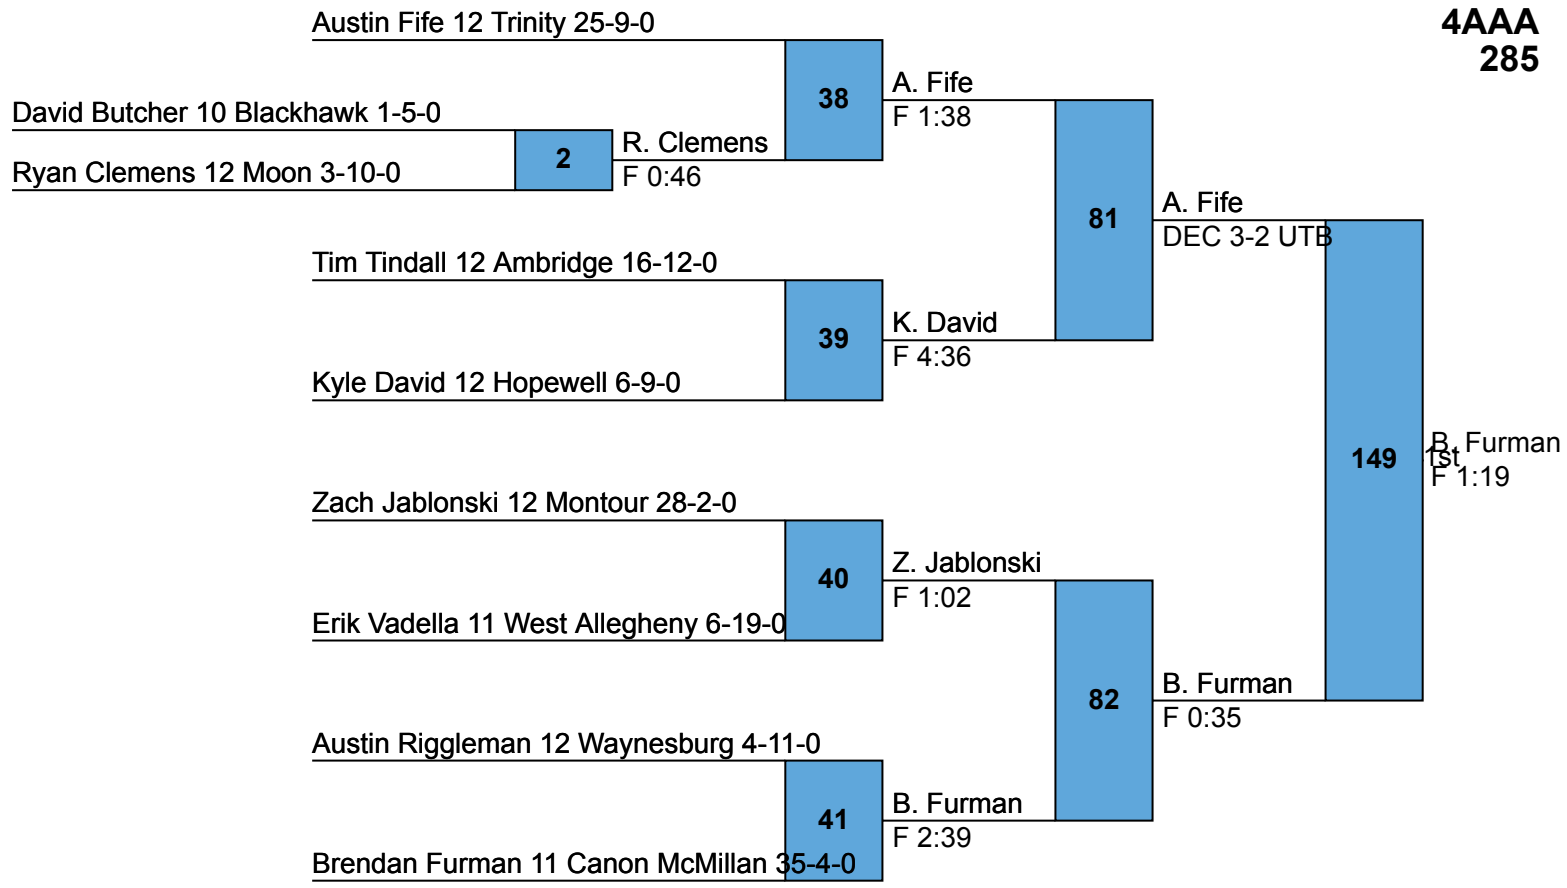 4AAA
285
Austin Fife 12 Trinity 25-9-0
38
A. Fife
F 1:38
David Butcher 10 Blackhawk 1-5-0
2
R. Clemens
F 0:46
Ryan Clemens 12 Moon 3-10-0
81
A. Fife
DEC 3-2 UTB
Tim Tindall 12 Ambridge 16-12-0
39
K. David
F 4:36
Kyle David 12 Hopewell 6-9-0
149
B. Furman
1st
F 1:19
Zach Jablonski 12 Montour 28-2-0
40
Z. Jablonski
F 1:02
Erik Vadella 11 West Allegheny 6-19-0
82
B. Furman
F 0:35
Austin Riggleman 12 Waynesburg 4-11-0
41
B. Furman
F 2:39
Brendan Furman 11 Canon McMillan 35-4-0